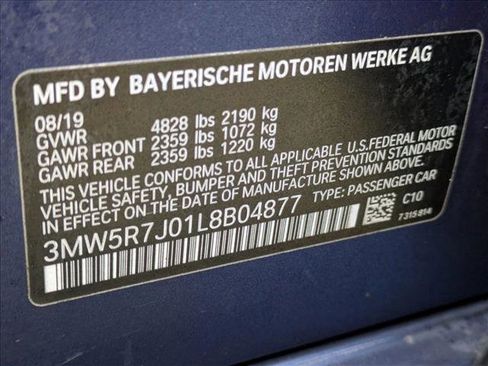 MFD BY BAYERISCHE MOTOREN WERKE AG
08/19
GVWR 4828 lbs 2190 kg
GAWR FRONT 2359 lbs 1072 kg
GAWR REAR 2359 lbs 1220 kg
THIS VEHICLE CONFORMS TO ALL APPLICABLE U.S.FEDERAL MOTOR
VEHICLE SAFETY, BUMPER AND THEFT PREVENTION STANDARDS
IN EFFECT ON THE DATE OF MANUFACTURE SHOWN ABOVE.
3MW5R7J01L8B04877 TYPE: PASSENGER CAR
C10
7315814